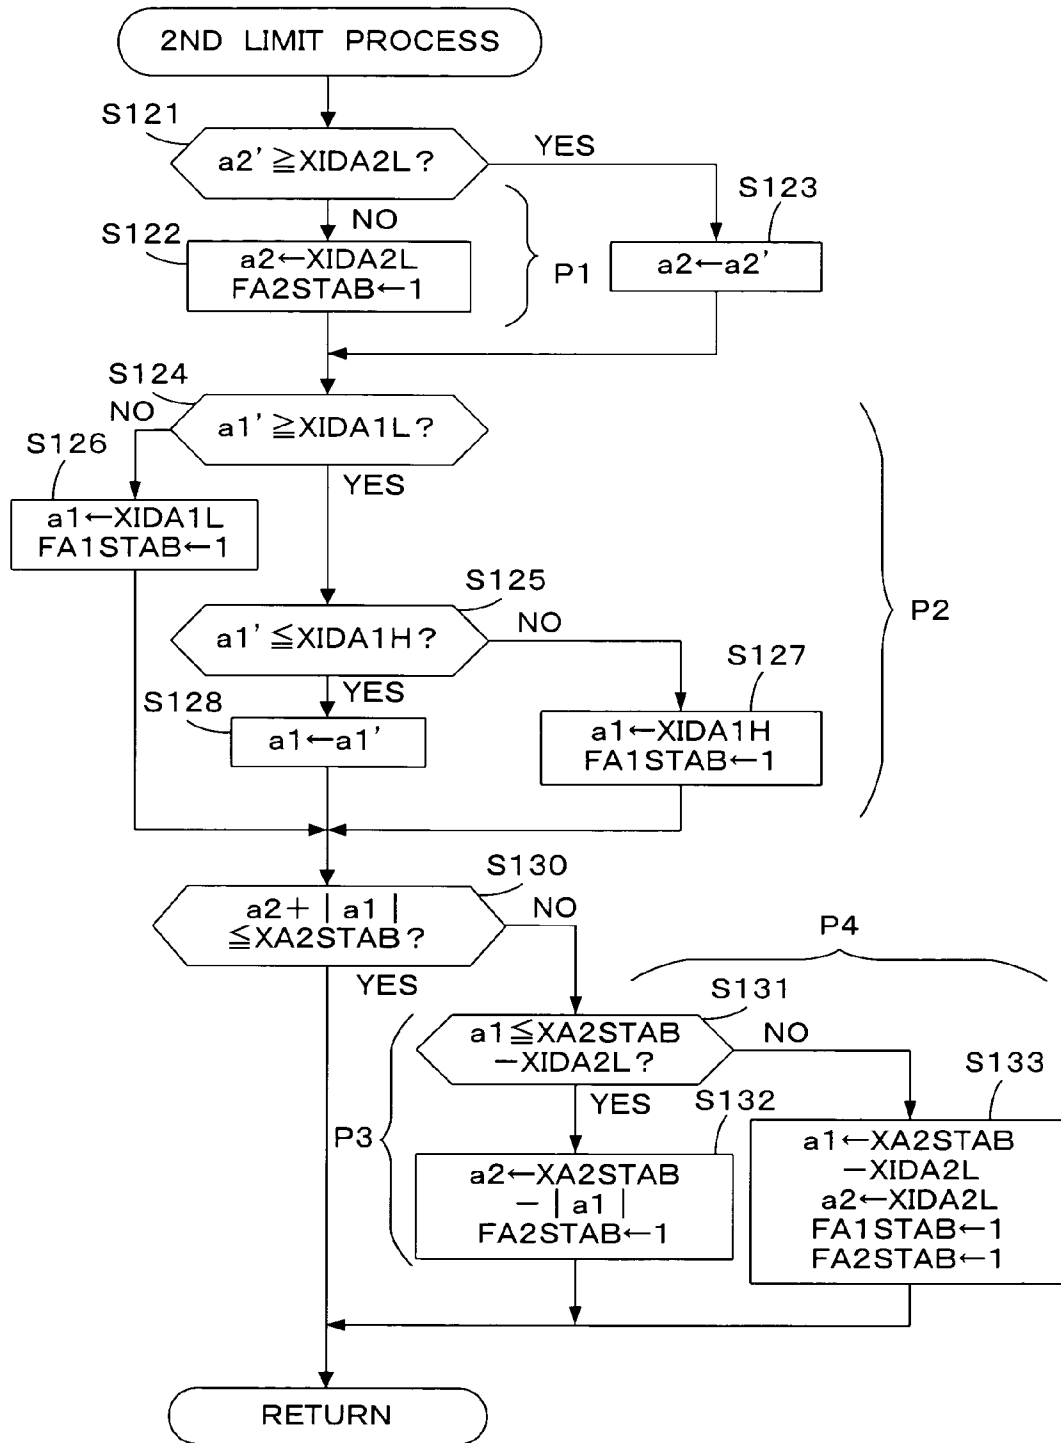 2ND LIMIT PROCESS
S121
a2' ≧XIDA2L?
YES
NO
S122
a2←XIDA2L
FA2STAB←1
P1
S123
a2←a2'
S124
a1' ≧XIDA1L?
NO
YES
S126
a1←XIDA1L
FA1STAB←1
S125
a1' ≦XIDA1H?
NO
YES
P2
S127
a1←XIDA1H
FA1STAB←1
S128
a1←a1'
S130
a2+ | a1 |
≦XA2STAB?
NO
YES
P4
S131
a1≦XA2STAB
−XIDA2L?
NO
YES
P3
S132
a2←XA2STAB
− | a1 |
FA2STAB←1
S133
a1←XA2STAB
−XIDA2L
a2←XIDA2L
FA1STAB←1
FA2STAB←1
RETURN